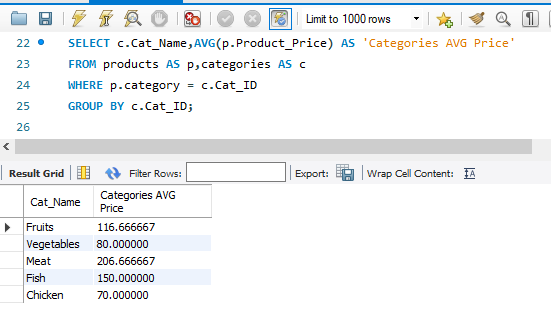 Limit to 1000 rows
22 SELECT c.Cat_Name,AVG(p.Product_Price) AS 'Categories AVG Price'
23 FROM products AS p,categories AS c
24 WHERE p.category = c.Cat_ID
25 GROUP BY c.Cat_ID;
26
Result Grid Filter Rows: Export: Wrap Cell Content: IA
Cat_Name Categories AVG
Price
Fruits 116.666667
Vegetables 80.000000
Meat 206.666667
Fish 150.000000
Chicken 70.000000